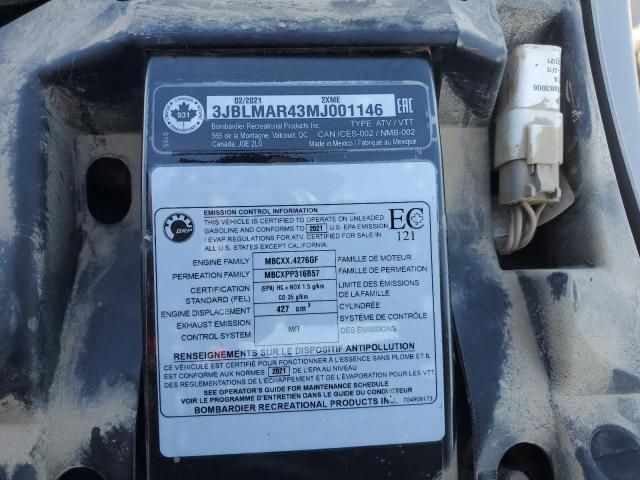 02/2021 2XME
3JBLMAR43MJ001146
EAC
CANADA
931
TRANSPORT
Bombardier Recreational Products Inc. TYPE ATV / VTT
565 de la Montagne, Valcourt, QC CAN ICES-002 / NMB-002
Canada, J0E 2L0 Made in Mexico / Fabriqué au Mexique
BRP
EMISSION CONTROL INFORMATION
THIS VEHICLE IS CERTIFIED TO OPERATE ON UNLEADED
GASOLINE AND CONFORMS TO 2021 U.S. EPA EMISSION
/ EVAP REGULATIONS FOR ATV. CERTIFIED FOR SALE IN
ALL U.S. STATES EXCEPT CALIFORNIA.
EC
121
ENGINE FAMILY MBCXX.4276GF FAMILLE DE MOTEUR
PERMEATION FAMILY MBCXPP316B57 FAMILLE DE PERMEATION
CERTIFICATION (EPA) HC + NOX 1.5 g/km LIMITE DES ÉMISSIONS
STANDARD (FEL) CO 35 g/km DE LA FAMILLE
ENGINE DISPLACEMENT 427 cm³ CYLINDRÉE
EXHAUST EMISSION MFI SYSTÈME DE CONTRÔLE
CONTROL SYSTEM DES ÉMISSIONS
RENSEIGNEMENTS SUR LE DISPOSITIF ANTIPOLLUTION
CE VÉHICULE EST CERTIFIÉ POUR FONCTIONNER À L'ESSENCE SANS PLOMB ET IL
EST CONFORME AUX NORMES 2021 DE L'EPA AU NIVEAU
DES RÉGLEMENTATIONS DE L'ÉCHAPPEMENT ET DE L'ÉVAPORATION POUR LES VTT.
SEE OPERATOR'S GUIDE FOR MAINTENANCE SCHEDULE
VOIR LE PROGRAMME D'ENTRETIEN DANS LE GUIDE DU CONDUCTEUR
BOMBARDIER RECREATIONAL PRODUCTS INC. 704908173